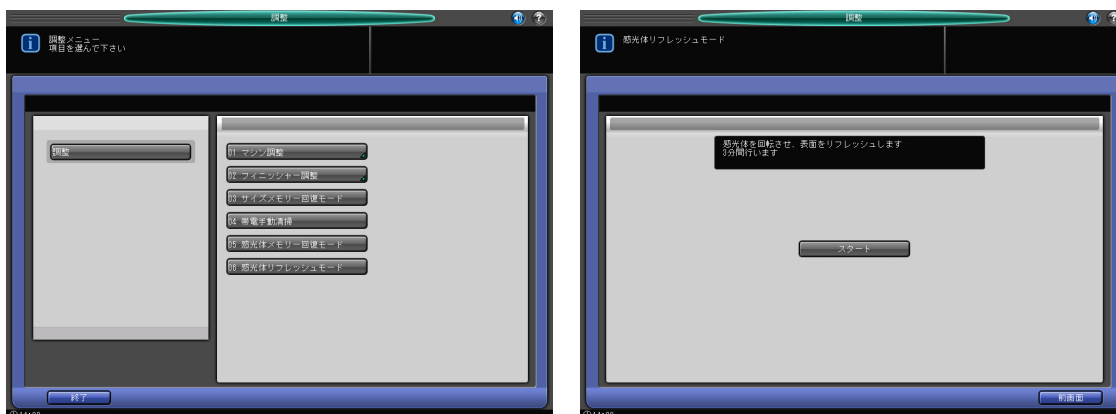 調整
調整メニュー
項目を選んで下さい
調整
01 マシン調整
02 フィニッシャー調整
03 サイズメモリー回復モード
04 帯電手動清掃
05 感光体メモリー回復モード
06 感光体リフレッシュモード
終了
調整
感光体リフレッシュモード
感光体を回転させ、表面をリフレッシュします
3分間行います
スタート
前画面